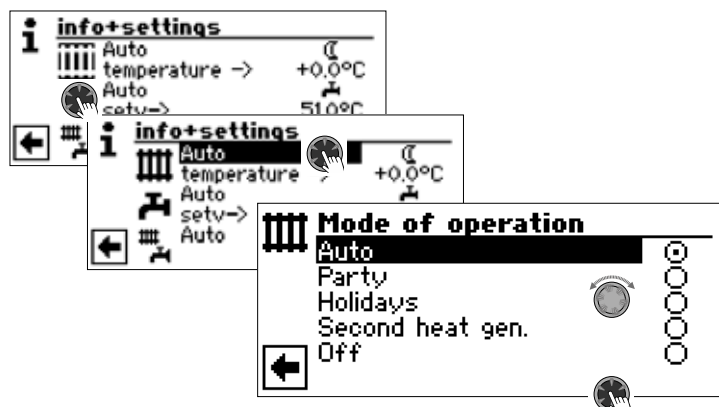 info+settings
Auto
temperature -> +0.0°C
Auto
setv-> 51.0°C
info+settings
Auto
temperature +0.0°C
Auto
setv->
Auto
Mode of operation
Auto
Party
Holidays
Second heat gen.
Off